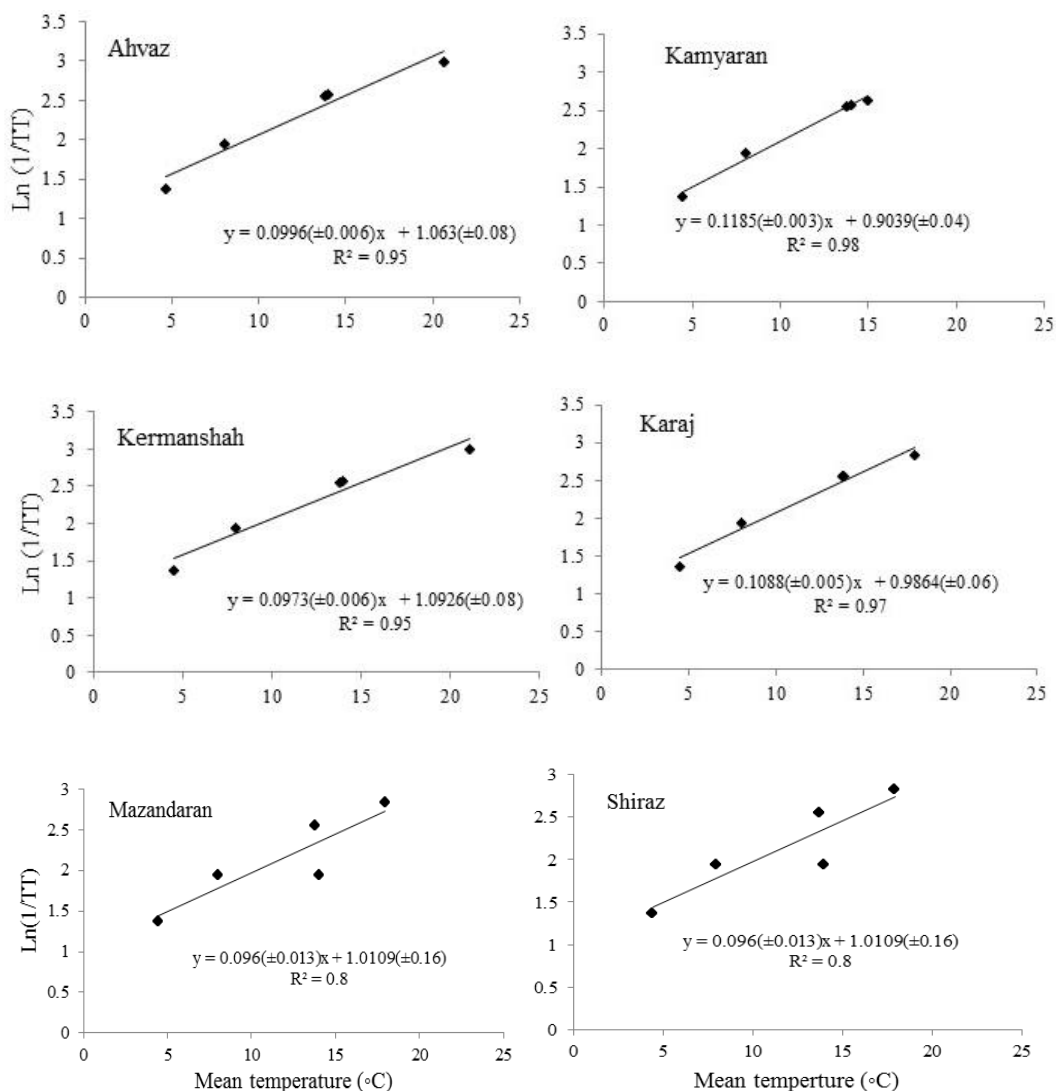 Ahvaz
Ln (1/TT)
3.5
3
2.5
2
1.5
1
0.5
0
y = 0.0996(±0.006)x + 1.063(±0.08)
R² = 0.95
0 5 10 15 20 25
Kamyaran
3.5
3
2.5
2
1.5
1
0.5
0
y = 0.1185(±0.003)x + 0.9039(±0.04)
R² = 0.98
0 5 10 15 20 25
Kermanshah
Ln (1/TT)
3.5
3
2.5
2
1.5
1
0.5
0
y = 0.0973(±0.006)x + 1.0926(±0.08)
R² = 0.95
0 5 10 15 20 25
Karaj
3.5
3
2.5
2
1.5
1
0.5
0
y = 0.1088(±0.005)x + 0.9864(±0.06)
R² = 0.97
0 5 10 15 20 25
Mazandaran
Ln(1/TT)
3
2.5
2
1.5
1
0.5
0
y = 0.096(±0.013)x + 1.0109(±0.16)
R² = 0.8
0 5 10 15 20 25
Mean temperature (◦C)
Shiraz
3
2.5
2
1.5
1
0.5
0
y = 0.096(±0.013)x + 1.0109(±0.16)
R² = 0.8
0 5 10 15 20 25
Mean temperture (◦C)